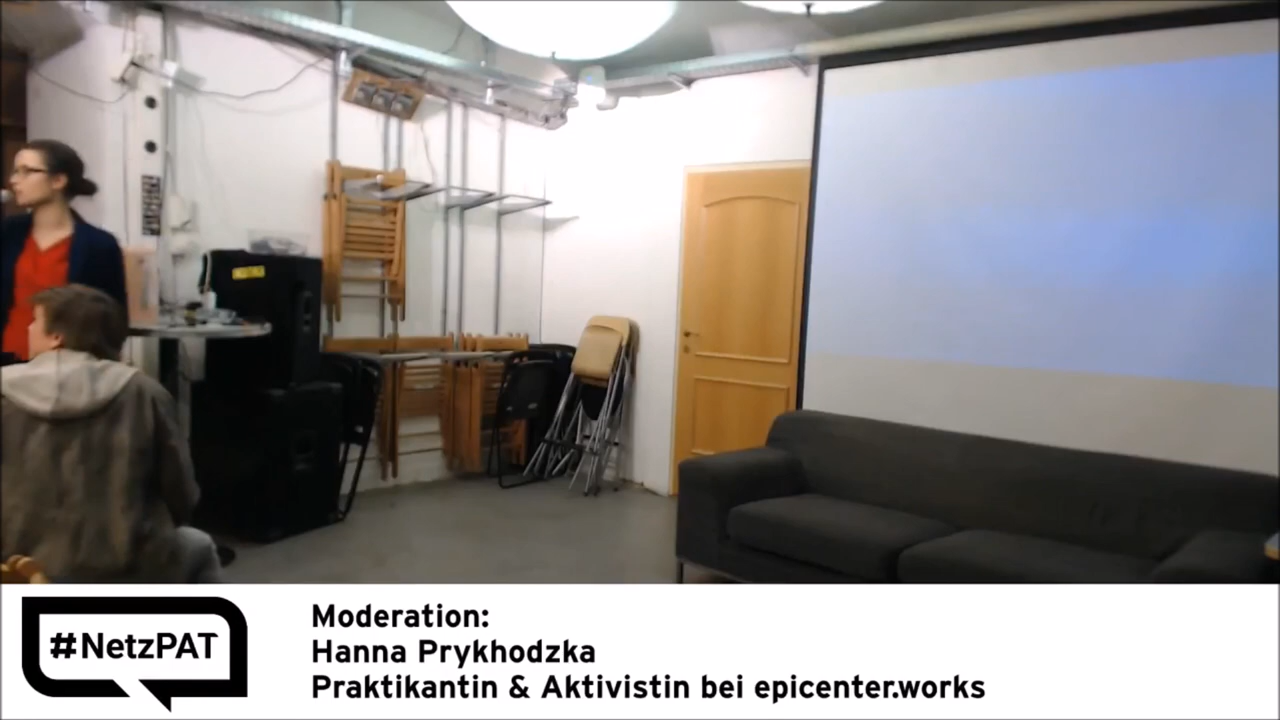 #NetzPAT
Moderation:
Hanna Prykhodzka
Praktikantin & Aktivistin bei epicenter.works